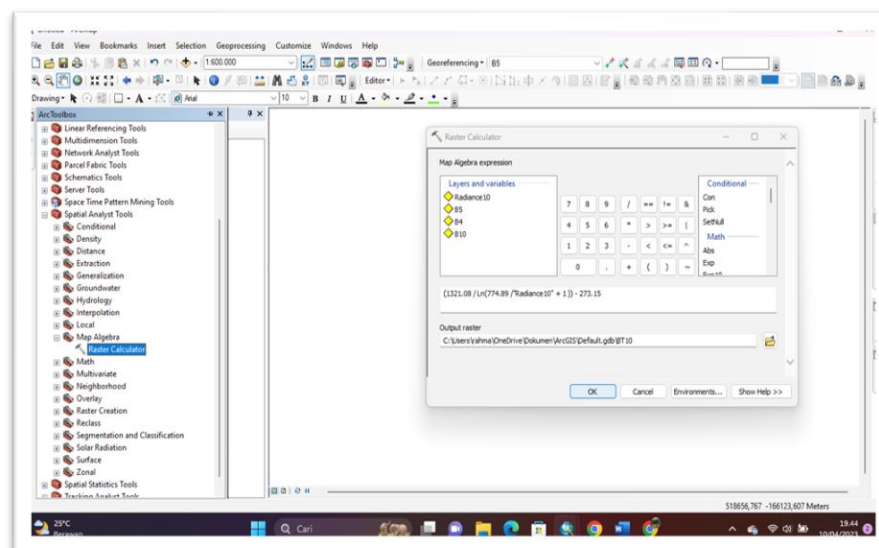 File Edit View Bookmarks Insert Selection Geoprocessing Customize Windows Help
1:600.000
Georeferencing
B5
Editor
Drawing
Arial
10
B I U A
ArcToolbox
Linear Referencing Tools
Multidimension Tools
Network Analyst Tools
Parcel Fabric Tools
Schematics Tools
Server Tools
Space Time Pattern Mining Tools
Spatial Analyst Tools
Conditional
Density
Distance
Extraction
Generalization
Groundwater
Hydrology
Interpolation
Local
Map Algebra
Raster Calculator
Math
Multivariate
Neighborhood
Overlay
Raster Creation
Reclass
Segmentation and Classification
Solar Radiation
Surface
Zonal
Spatial Statistics Tools
Tracking Analyst Tools
Raster Calculator
Map Algebra expression
Layers and variables
Radiance10
B5
B4
B10
7 8 9 / == != &
4 5 6 * > >= |
1 2 3 - < <= ^
0 . + ( ) ~
Conditional
Con
Pick
SetNull
Math
Abs
Exp
Exp10
(1321.08 / Ln(774.89 / "Radiance10" + 1)) - 273.15
Output raster
C:\Users\rahma\OneDrive\Dokumen\ArcGIS\Default.gdb\BT10
OK Cancel Environments... Show Help >>
518656,767 -166123,607 Meters
25°C
Berawan
Cari
19.44
10/04/2023